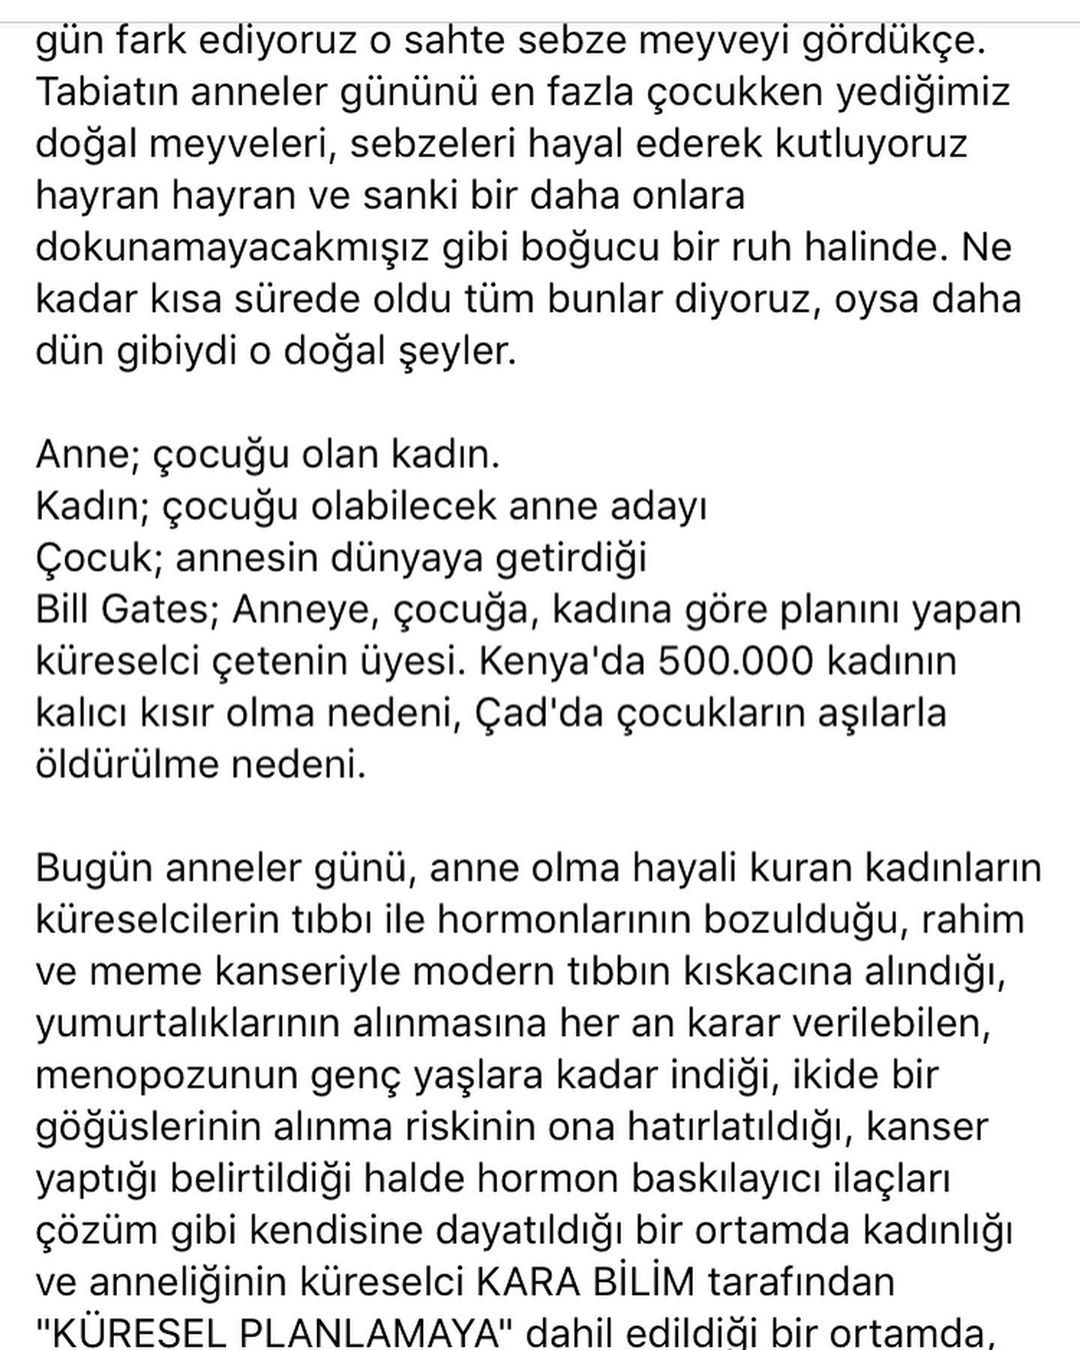 gün fark ediyoruz o sahte sebze meyveyi gördükçe.
Tabiatın anneler gününü en fazla çocukken yediğimiz
doğal meyveleri, sebzeleri hayal ederek kutluyoruz
hayran hayran ve sanki bir daha onlara
dokunamayacakmışız gibi boğucu bir ruh halinde. Ne
kadar kısa sürede oldu tüm bunlar diyoruz, oysa daha
dün gibiydi o doğal şeyler.
Anne; çocuğu olan kadın.
Kadın; çocuğu olabilecek anne adayı
Çocuk; annesin dünyaya getirdiği
Bill Gates; Anneye, çocuğa, kadına göre planını yapan
küreselci çetenin üyesi. Kenya'da 500.000 kadının
kalıcı kısır olma nedeni, Çad'da çocukların aşılarla
öldürülme nedeni.
Bugün anneler günü, anne olma hayali kuran kadınların
küreselcilerin tıbbı ile hormonlarının bozulduğu, rahim
ve meme kanseriyle modern tıbbın kıskacına alındığı,
yumurtalıklarının alınmasına her an karar verilebilen,
menopozunun genç yaşlara kadar indiği, ikide bir
göğüslerinin alınma riskinin ona hatırlatıldığı, kanser
yaptığı belirtildiği halde hormon baskılayıcı ilaçları
çözüm gibi kendisine dayatıldığı bir ortamda kadınlığı
ve anneliğinin küreselci KARA BİLİM tarafından
"KÜRESEL PLANLAMAYA" dahil edildiği bir ortamda,